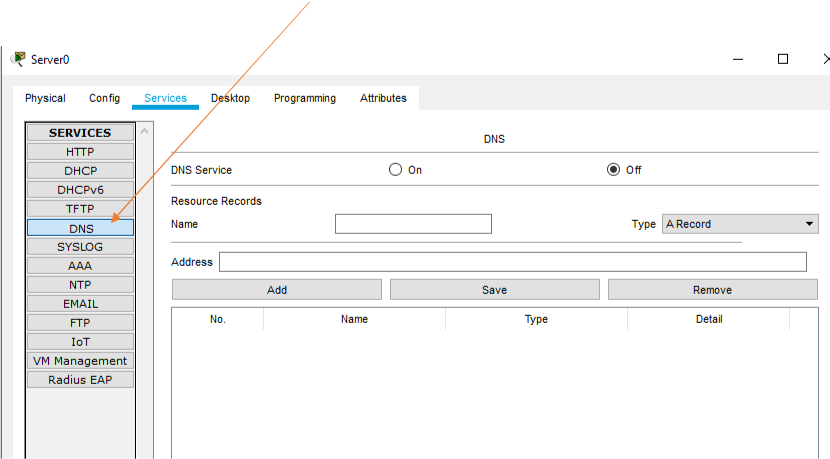 Server0
Physical Config Services Desktop Programming Attributes
SERVICES
HTTP
DHCP
DHCPv6
TFTP
DNS
SYSLOG
AAA
NTP
EMAIL
FTP
IoT
VM Management
Radius EAP
DNS
DNS Service On Off
Resource Records
Name Type A Record
Address
Add Save Remove
No. Name Type Detail